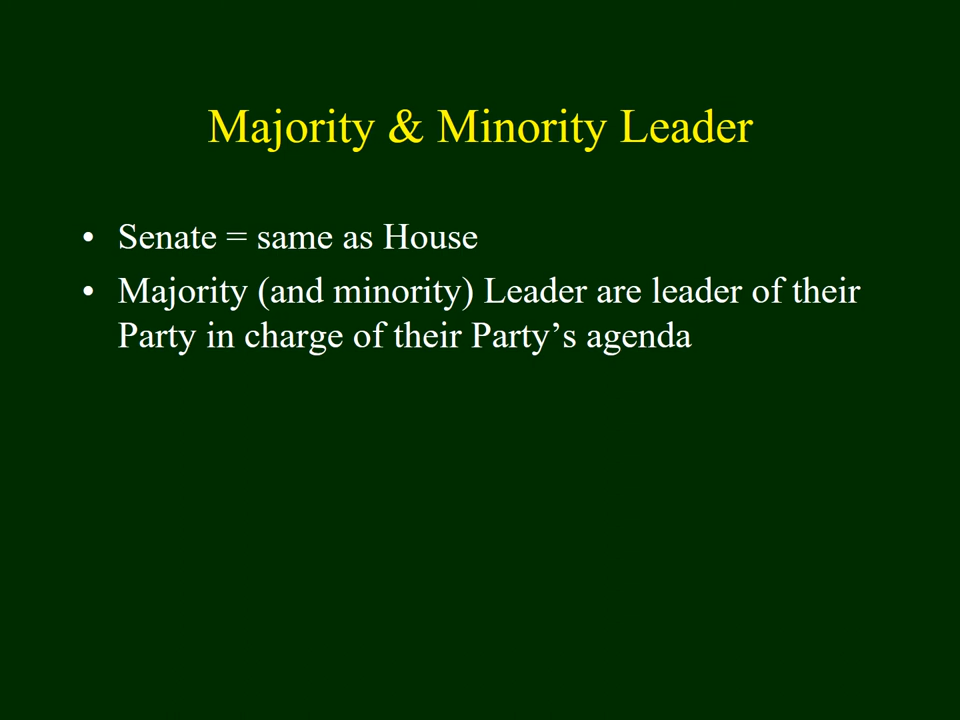 Majority & Minority Leader
• Senate = same as House
• Majority (and minority) Leader are leader of their
Party in charge of their Party’s agenda